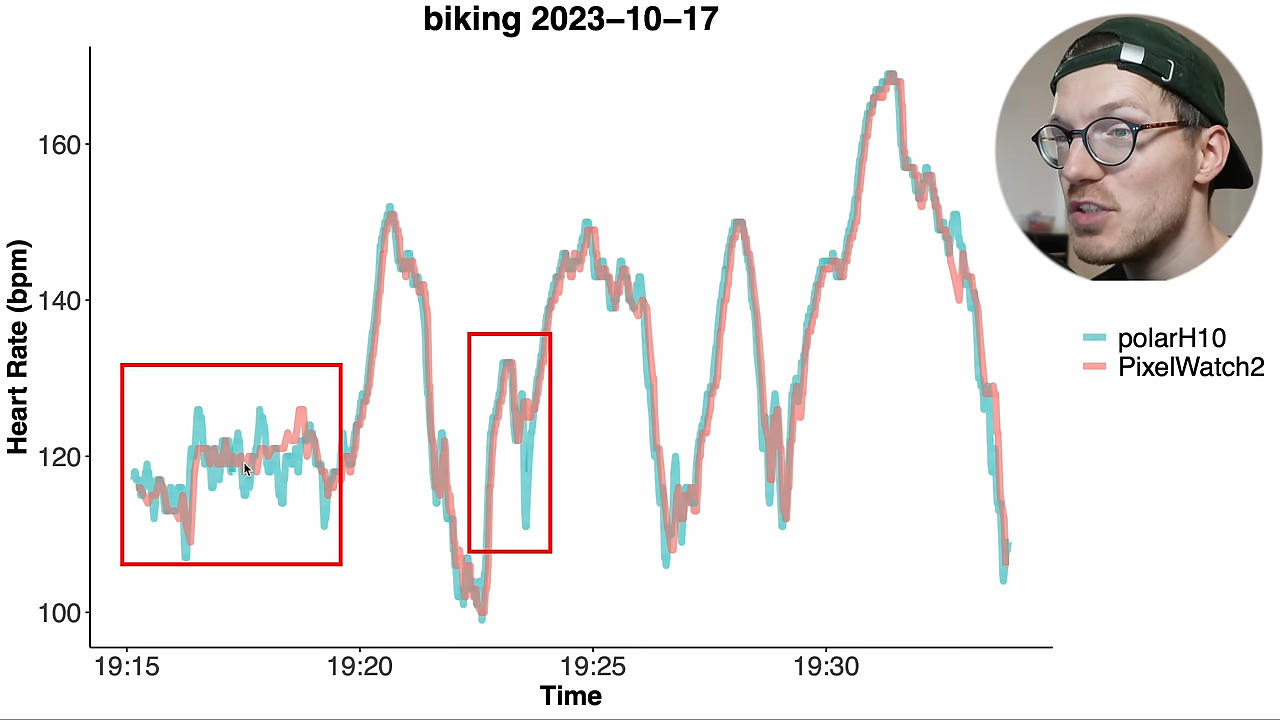 biking 2023–10–17
Heart Rate (bpm)
160
140
120
100
19:15
19:20
19:25
19:30
Time
polarH10
PixelWatch2